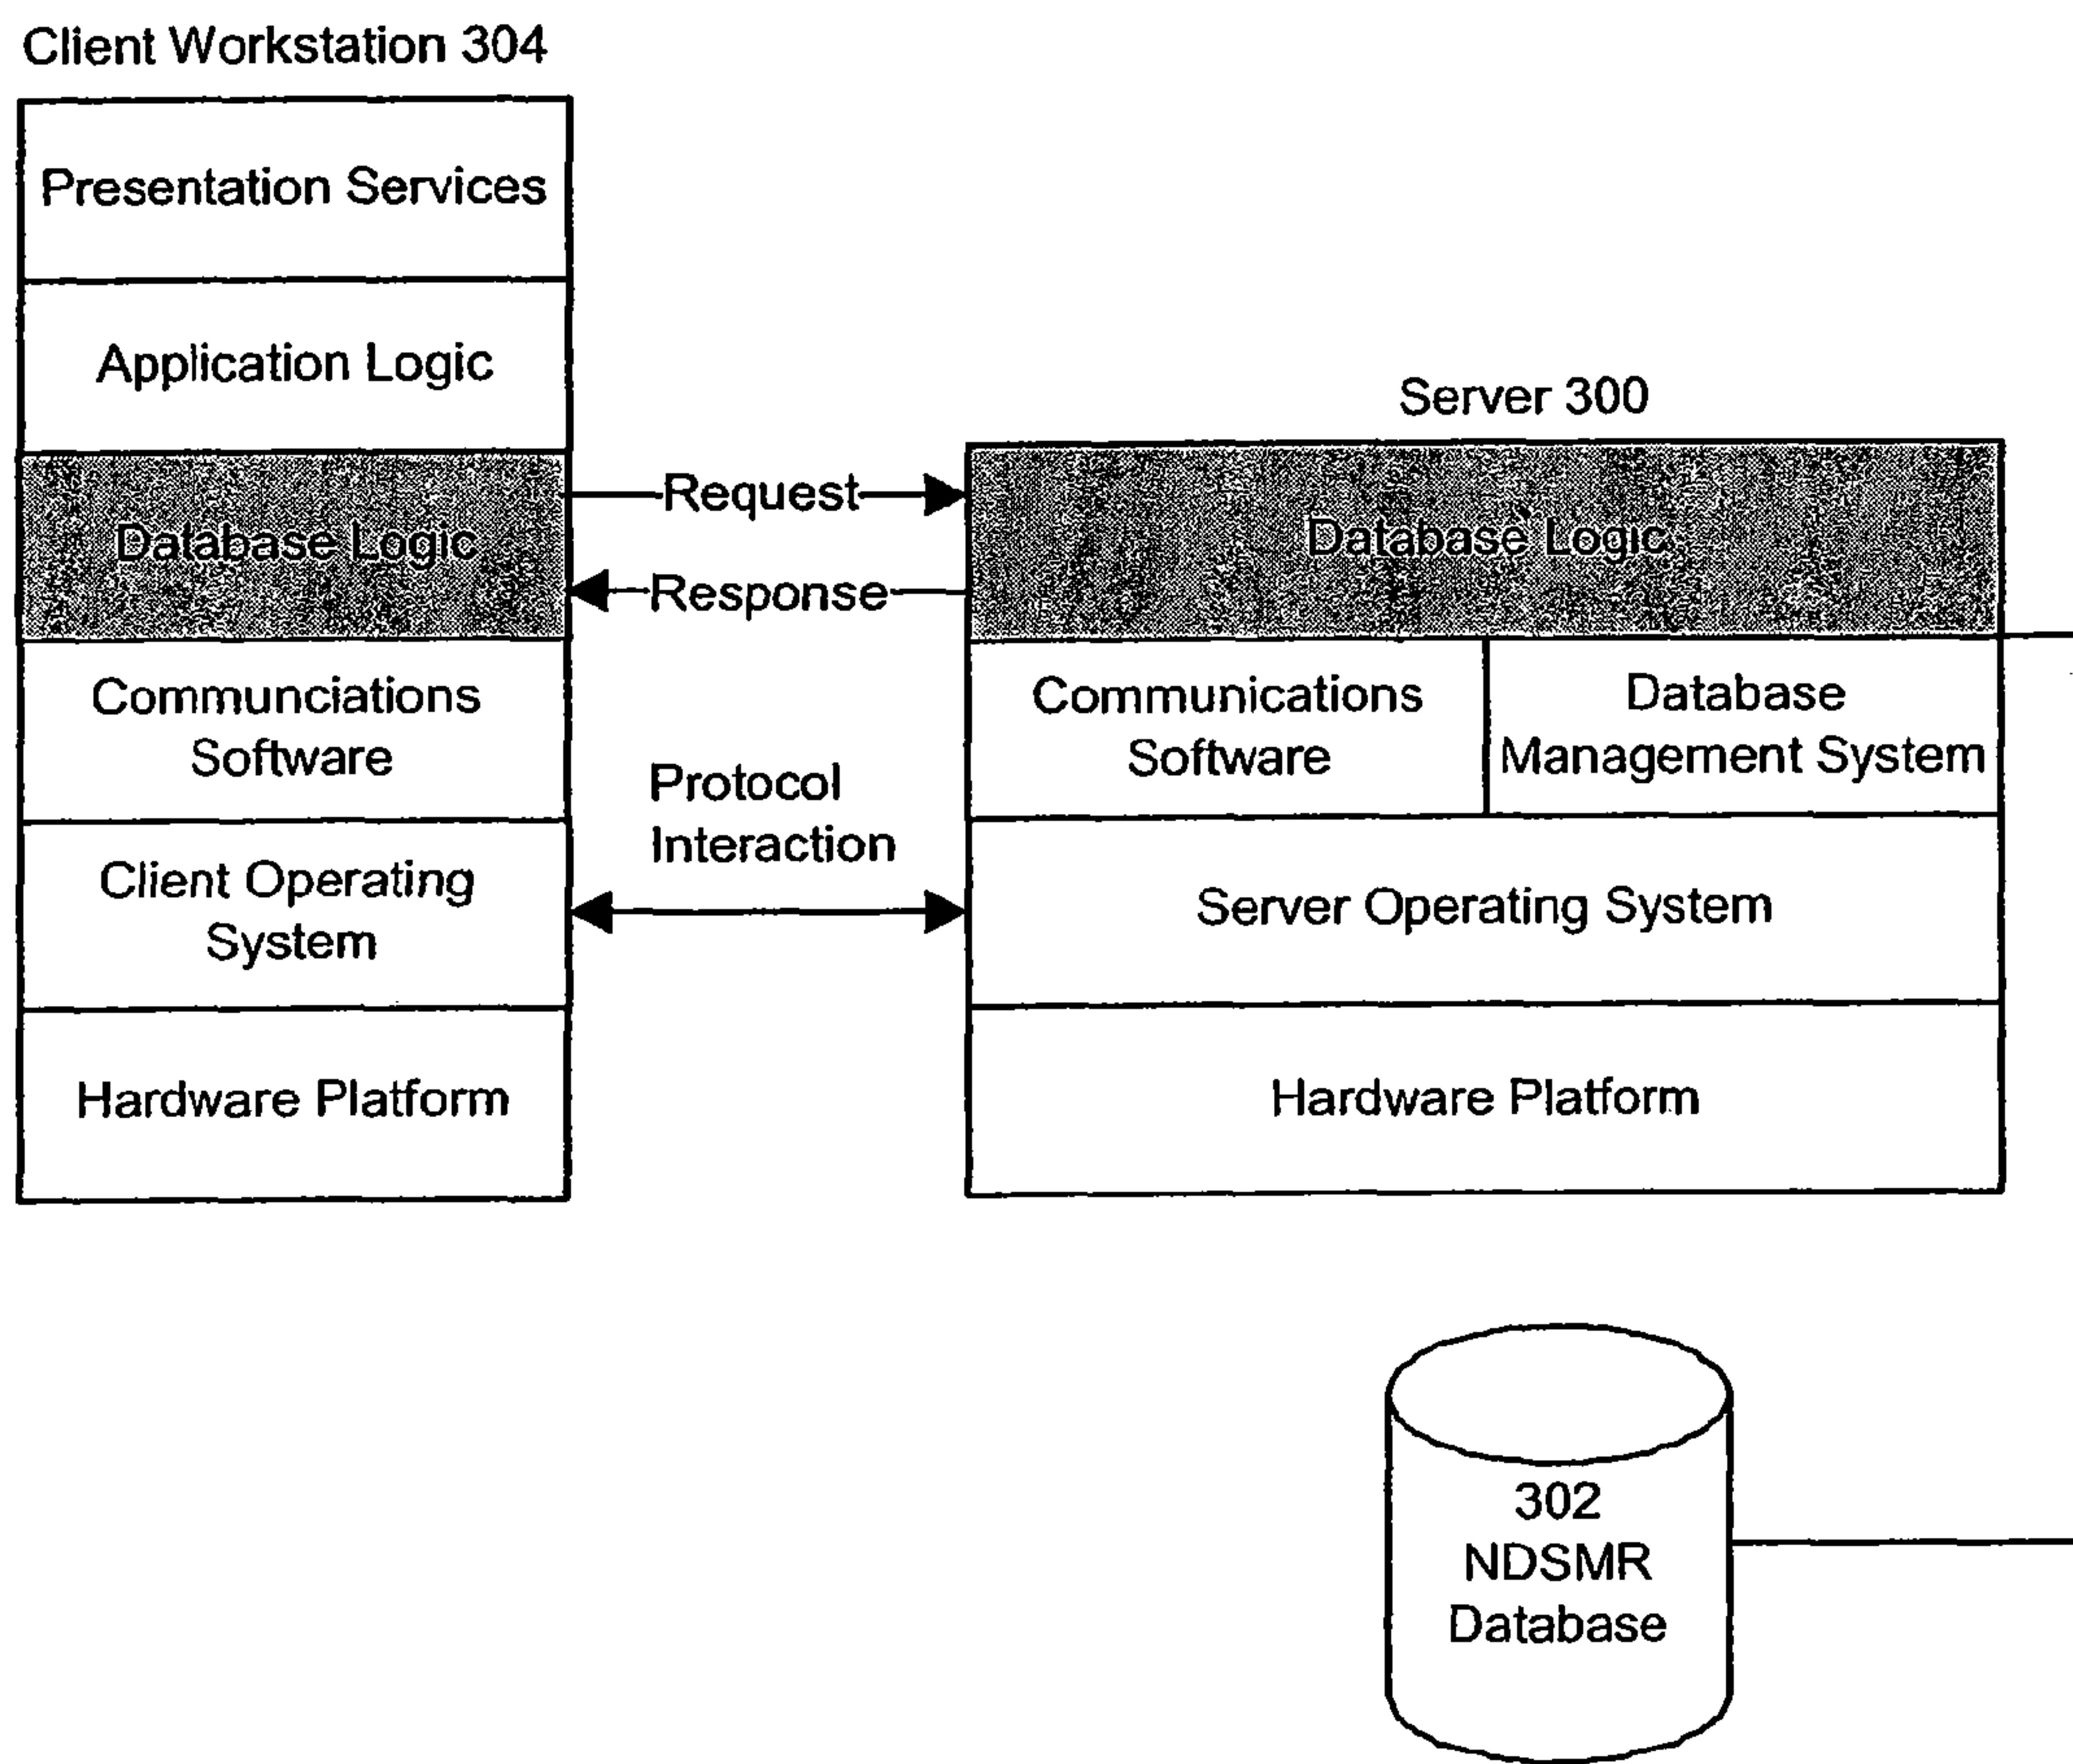 Client Workstation 304
Presentation Services
Application Logic
Database Logic
Communciations
Software
Client Operating
System
Hardware Platform
Request
Response
Protocol
Interaction
Server 300
Database Logic
Communications
Software
Database
Management System
Server Operating System
Hardware Platform
302
NDSMR
Database